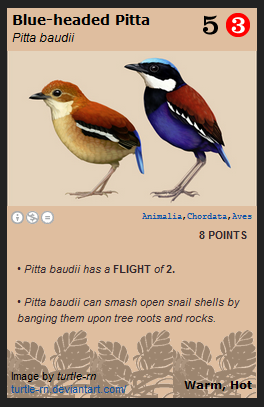 Blue-headed Pitta
5 3
Pitta baudii
Animalia,Chordata,Aves
8 POINTS
• Pitta baudii has a FLIGHT of 2.
• Pitta baudii can smash open snail shells by
banging them upon tree roots and rocks.
Image by turtle-rn
turtle-rn.deviantart.com/
Warm, Hot